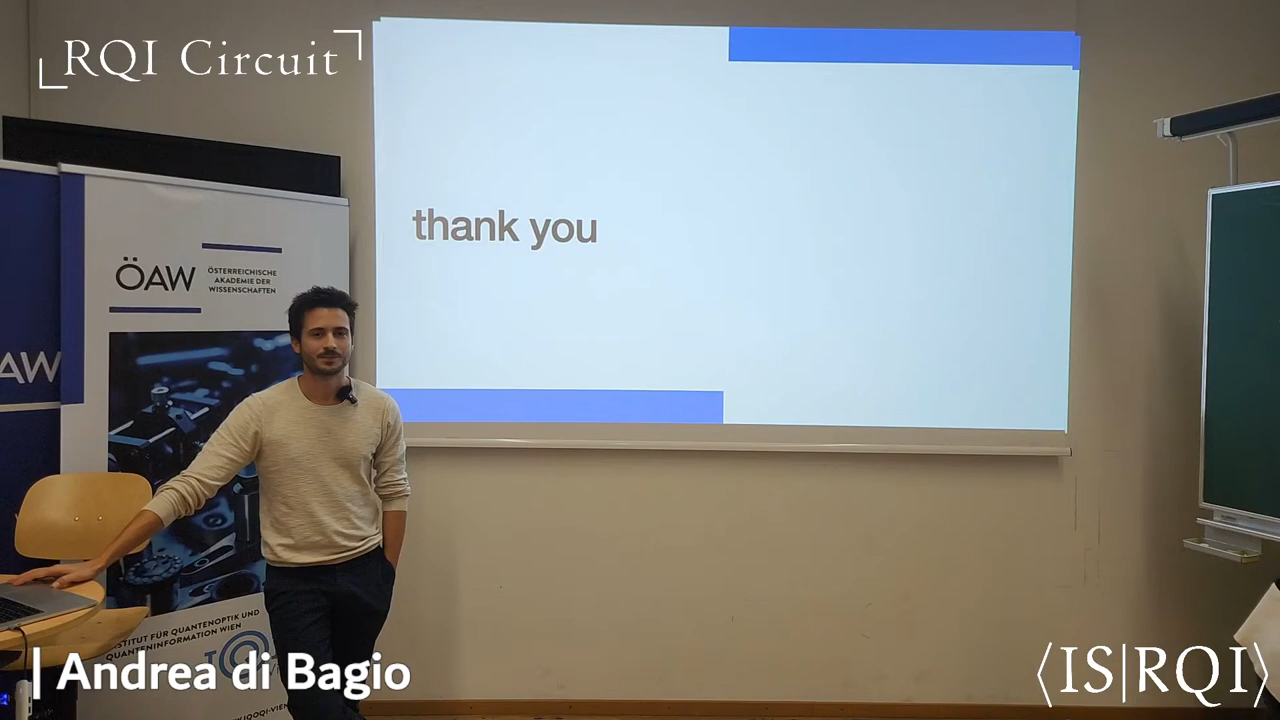 RQI Circuit
thank you
ÖAW
ÖSTERREICHISCHE
AKADEMIE DER
WISSENSCHAFTEN
AW
INSTITUT FÜR QUANTENOPTIK UND
QUANTENINFORMATION WIEN
| Andrea di Bagio
⟨IS|RQI⟩